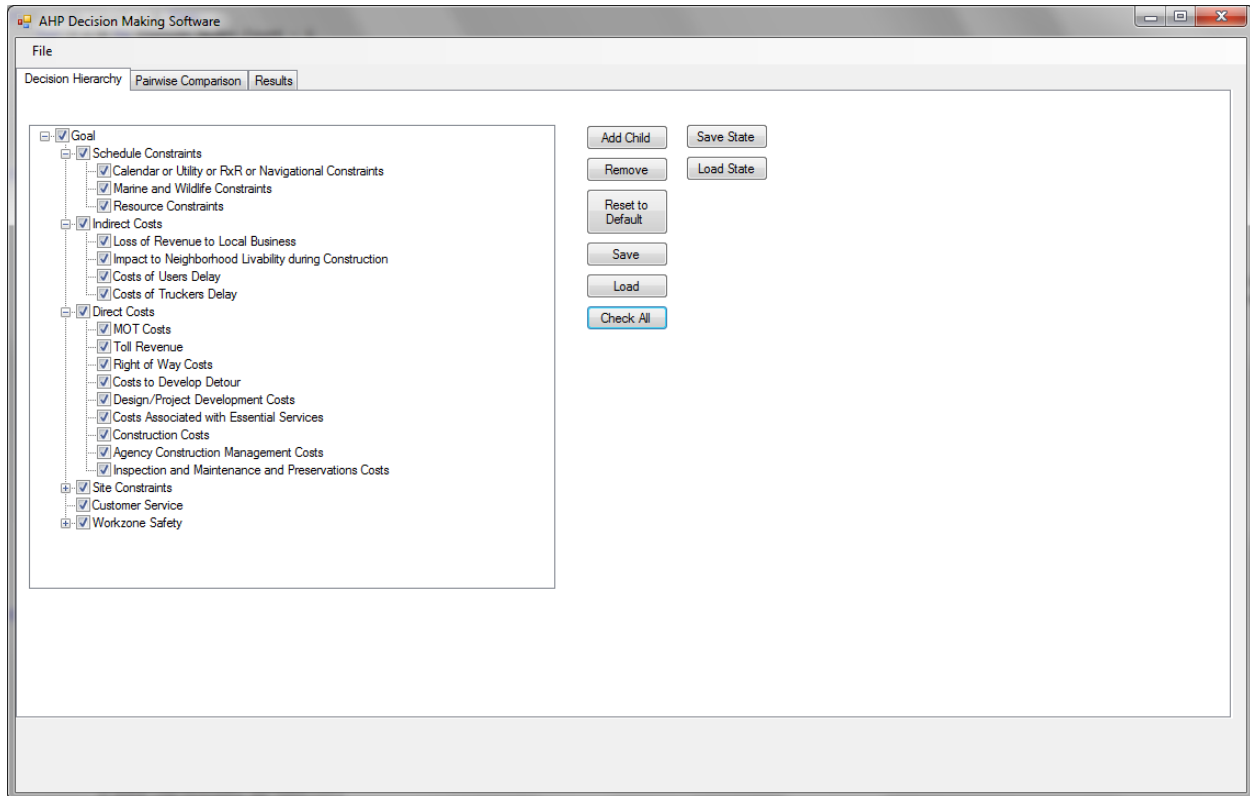 AHP Decision Making Software
File
Decision Hierarchy Pairwise Comparison Results
Goal
Schedule Constraints
Calendar or Utility or RxR or Navigational Constraints
Marine and Wildlife Constraints
Resource Constraints
Indirect Costs
Loss of Revenue to Local Business
Impact to Neighborhood Livability during Construction
Costs of Users Delay
Costs of Truckers Delay
Direct Costs
MOT Costs
Toll Revenue
Right of Way Costs
Costs to Develop Detour
Design/Project Development Costs
Costs Associated with Essential Services
Construction Costs
Agency Construction Management Costs
Inspection and Maintenance and Preservations Costs
Site Constraints
Customer Service
Workzone Safety
Add Child
Remove
Reset to
Default
Save
Load
Check All
Save State
Load State